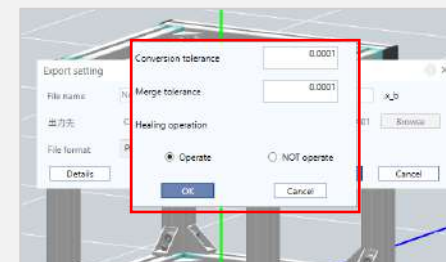 Conversion tolerance 0.0001
Export setting
Merge tolerance 0.0001
File name .x_b
出力先 Healing operation Browse
File format Operate NOT operate
Details OK Cancel Cancel